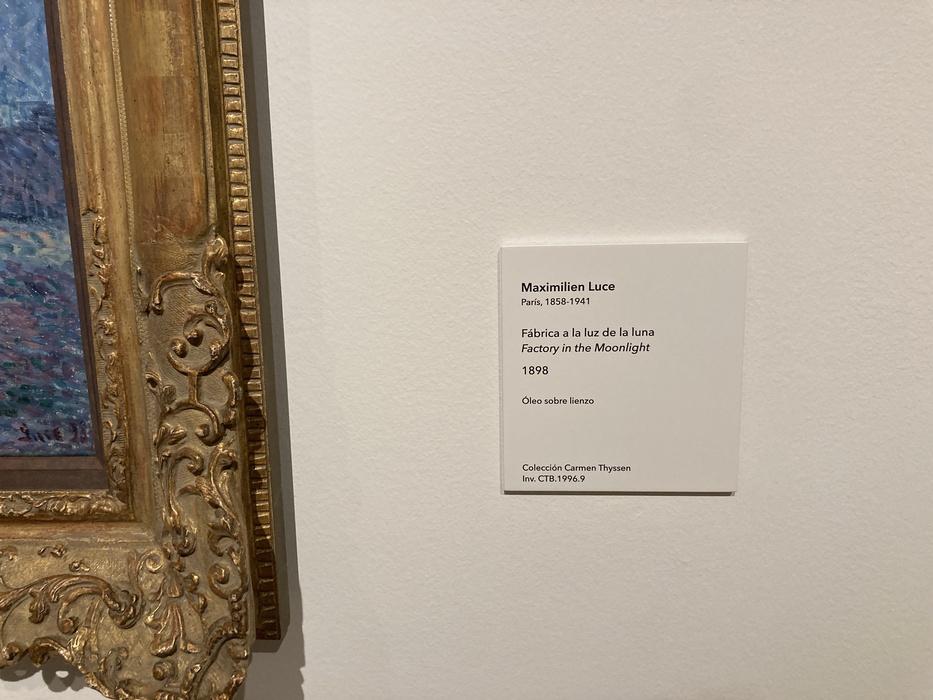 Maximilien Luce
París, 1858-1941
Fábrica a la luz de la luna
Factory in the Moonlight
1898
Óleo sobre lienzo
Colección Carmen Thyssen
Inv. CTB.1996.9